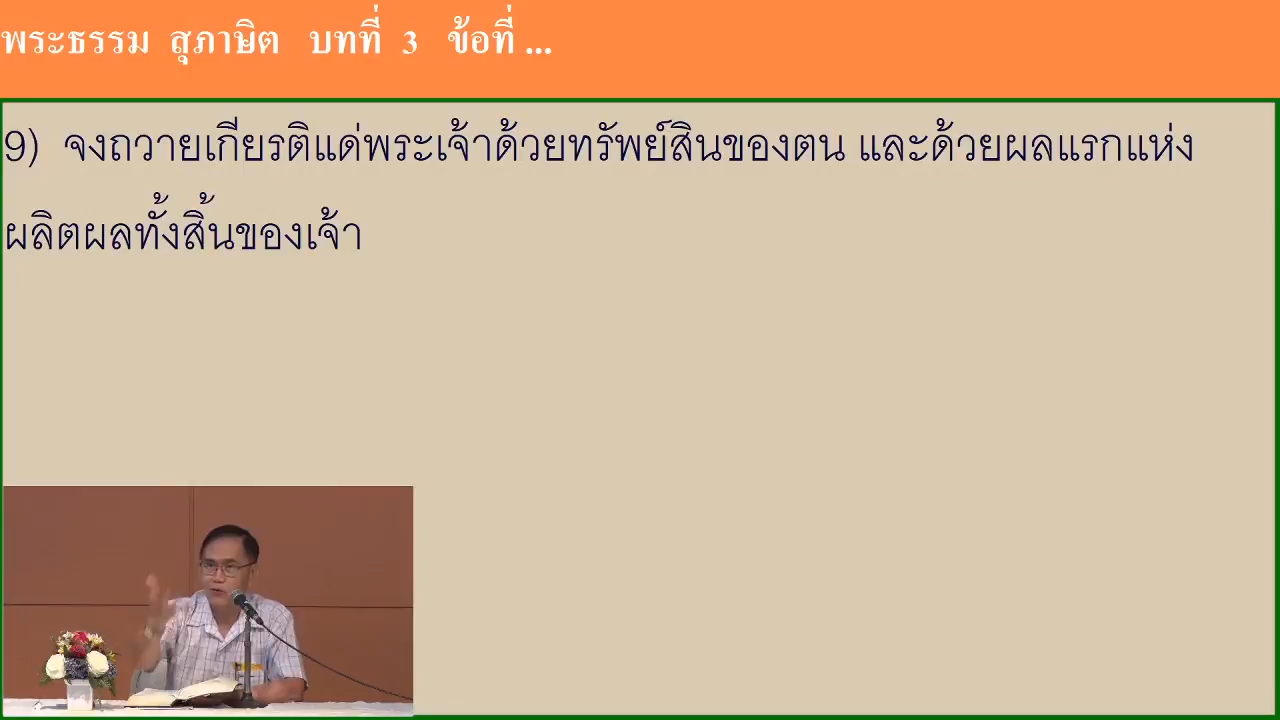 พระธรรม สุภาษิต บทที่ 3 ข้อที่ ...
9) จงถวายเกียรติแด่พระเจ้าด้วยทรัพย์สินของตน และด้วยผลแรกแห่ง
ผลิตผลทั้งสิ้นของเจ้า